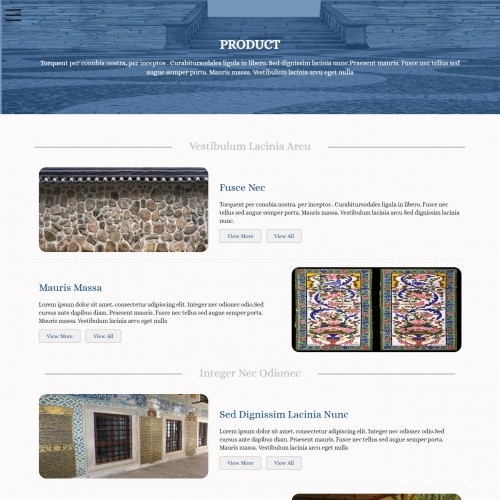 PRODUCT
Torquent per conubia nostra, per inceptos . Curabitursodales ligula in libero. Sed dignissim lacinia nunc.Praesent mauris. Fusce nec tellus sed
augue semper porta. Mauris massa. Vestibulum lacinia arcu eget nulla
Vestibulum Lacinia Arcu
Fusce Nec
Torquent per conubia nostra, per inceptos . Curabitursodales ligula in libero. Fusce nec
tellus sed augue semper porta. Mauris massa. Vestibulum lacinia arcu Sed dignissim lacinia
nunc.
View More View All
Mauris Massa
Lorem ipsum dolor sit amet, consectetur adipiscing elit. Integer nec odionec odio.Sed
cursus ante dapibus diam. Praesent mauris. Fusce nec tellus sed augue semper porta.
Mauris massa. Vestibulum lacinia arcu eget nulla
View More View All
Integer Nec Odionec
Sed Dignissim Lacinia Nunc
Lorem ipsum dolor sit amet, consectetur adipiscing elit. Integer nec odionec odio.Sed
cursus ante dapibus diam. Praesent mauris. Fusce nec tellus sed augue semper porta.
Mauris massa. Vestibulum lacinia arcu eget nulla
View More View All